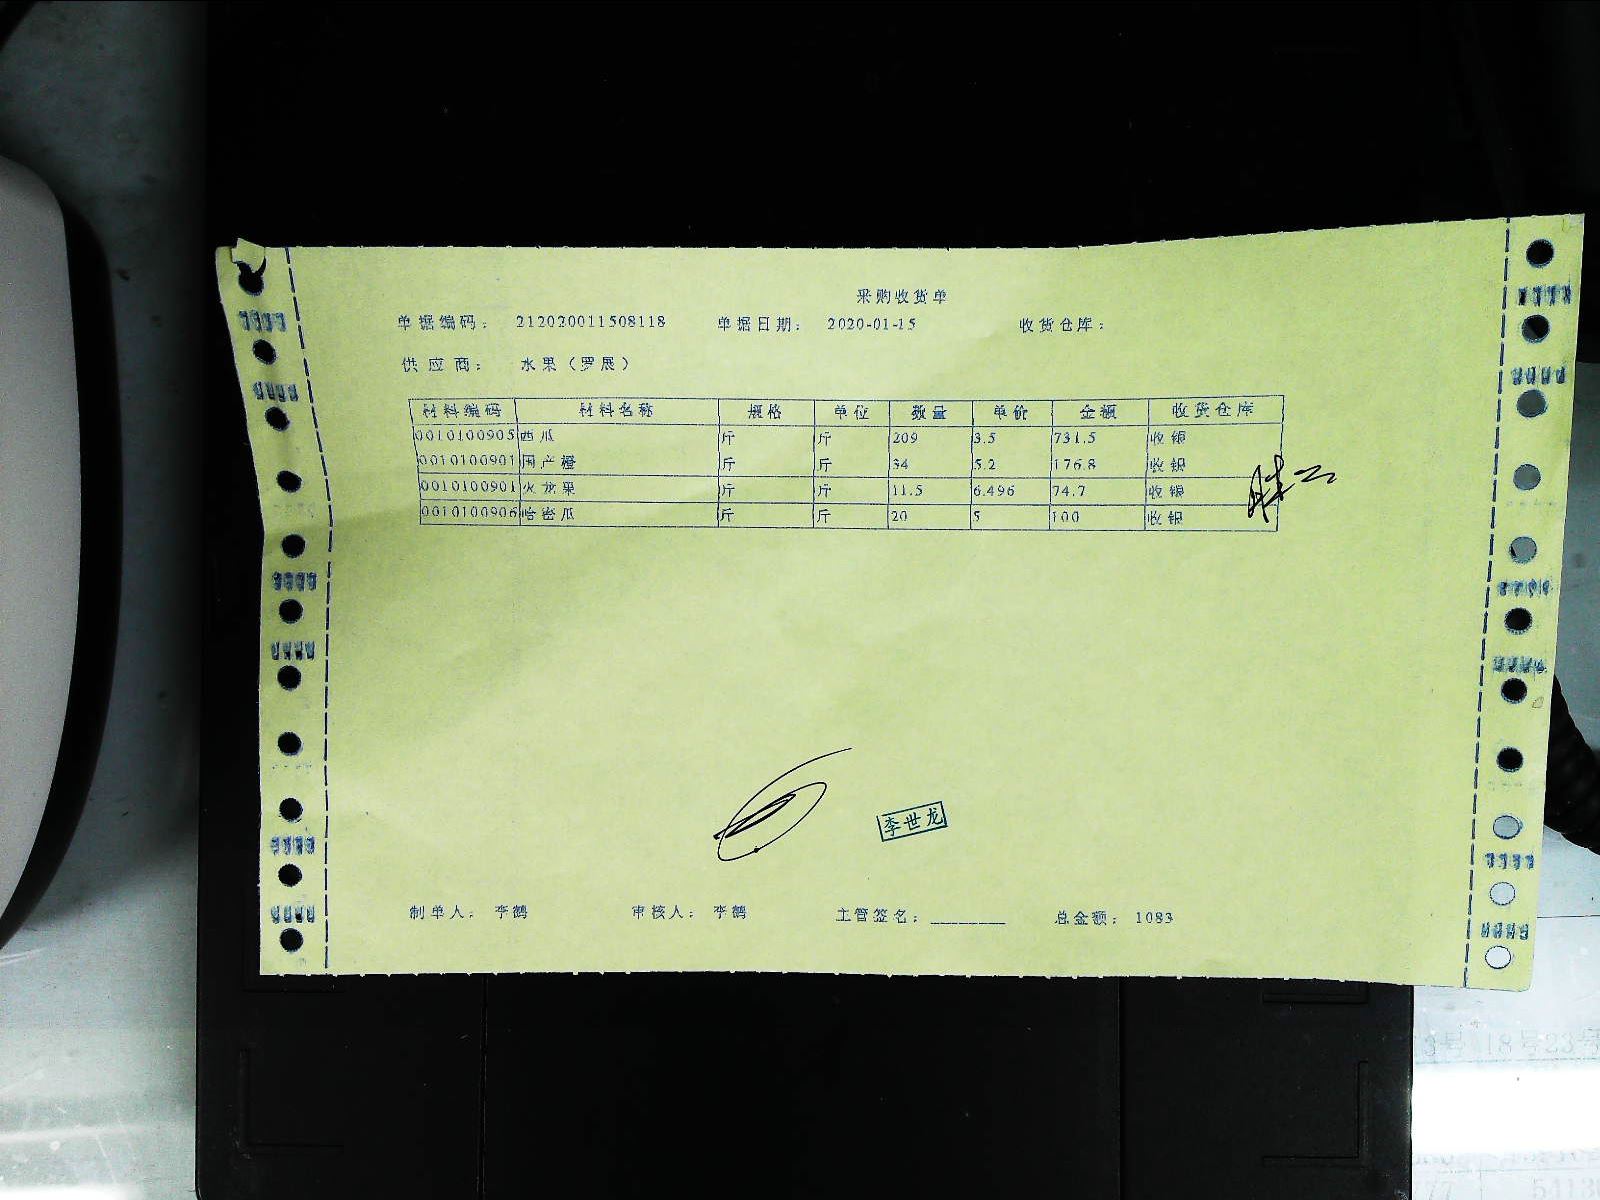 采购收货单
单据编码： 212020011508118 单据日期： 2020-01-15 收货仓库：
供应商： 水果（罗展）
材料编码 材料名称 规格 单位 数量 单价 金额 收货仓库
0010100905 西瓜 斤 斤 209 3.5 731.5 收银
0010100901 国产橙 斤 斤 34 5.2 176.8 收银
0010100901 火龙果 斤 斤 11.5 6.496 74.7 收银
0010100906 哈密瓜 斤 斤 20 5 100 收银
李世龙
制单人： 李鹤 审核人： 李鹤 主管签名： 总金额： 1083
18号23号